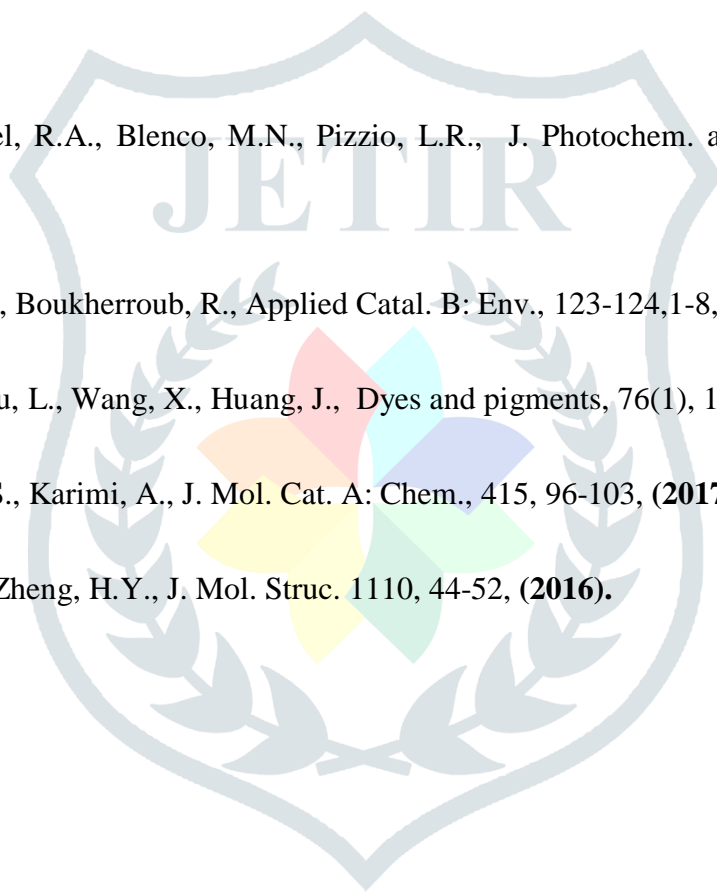 el, R.A., Blenco, M.N., Pizzio, L.R., J. Photochem. a
JETIR
, Boukherroub, R., Applied Catal. B: Env., 123-124,1-8,
u, L., Wang, X., Huang, J., Dyes and pigments, 76(1), 1
S., Karimi, A., J. Mol. Cat. A: Chem., 415, 96-103, (2017
Zheng, H.Y., J. Mol. Struc. 1110, 44-52, (2016).